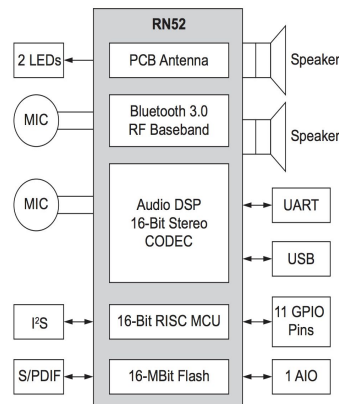 RN52
2 LEDs
PCB Antenna
Speaker
MIC
Bluetooth 3.0
RF Baseband
Speaker
MIC
Audio DSP
16-Bit Stereo
CODEC
UART
USB
I²S
16-Bit RISC MCU
11 GPIO
Pins
S/PDIF
16-MBit Flash
1 AIO